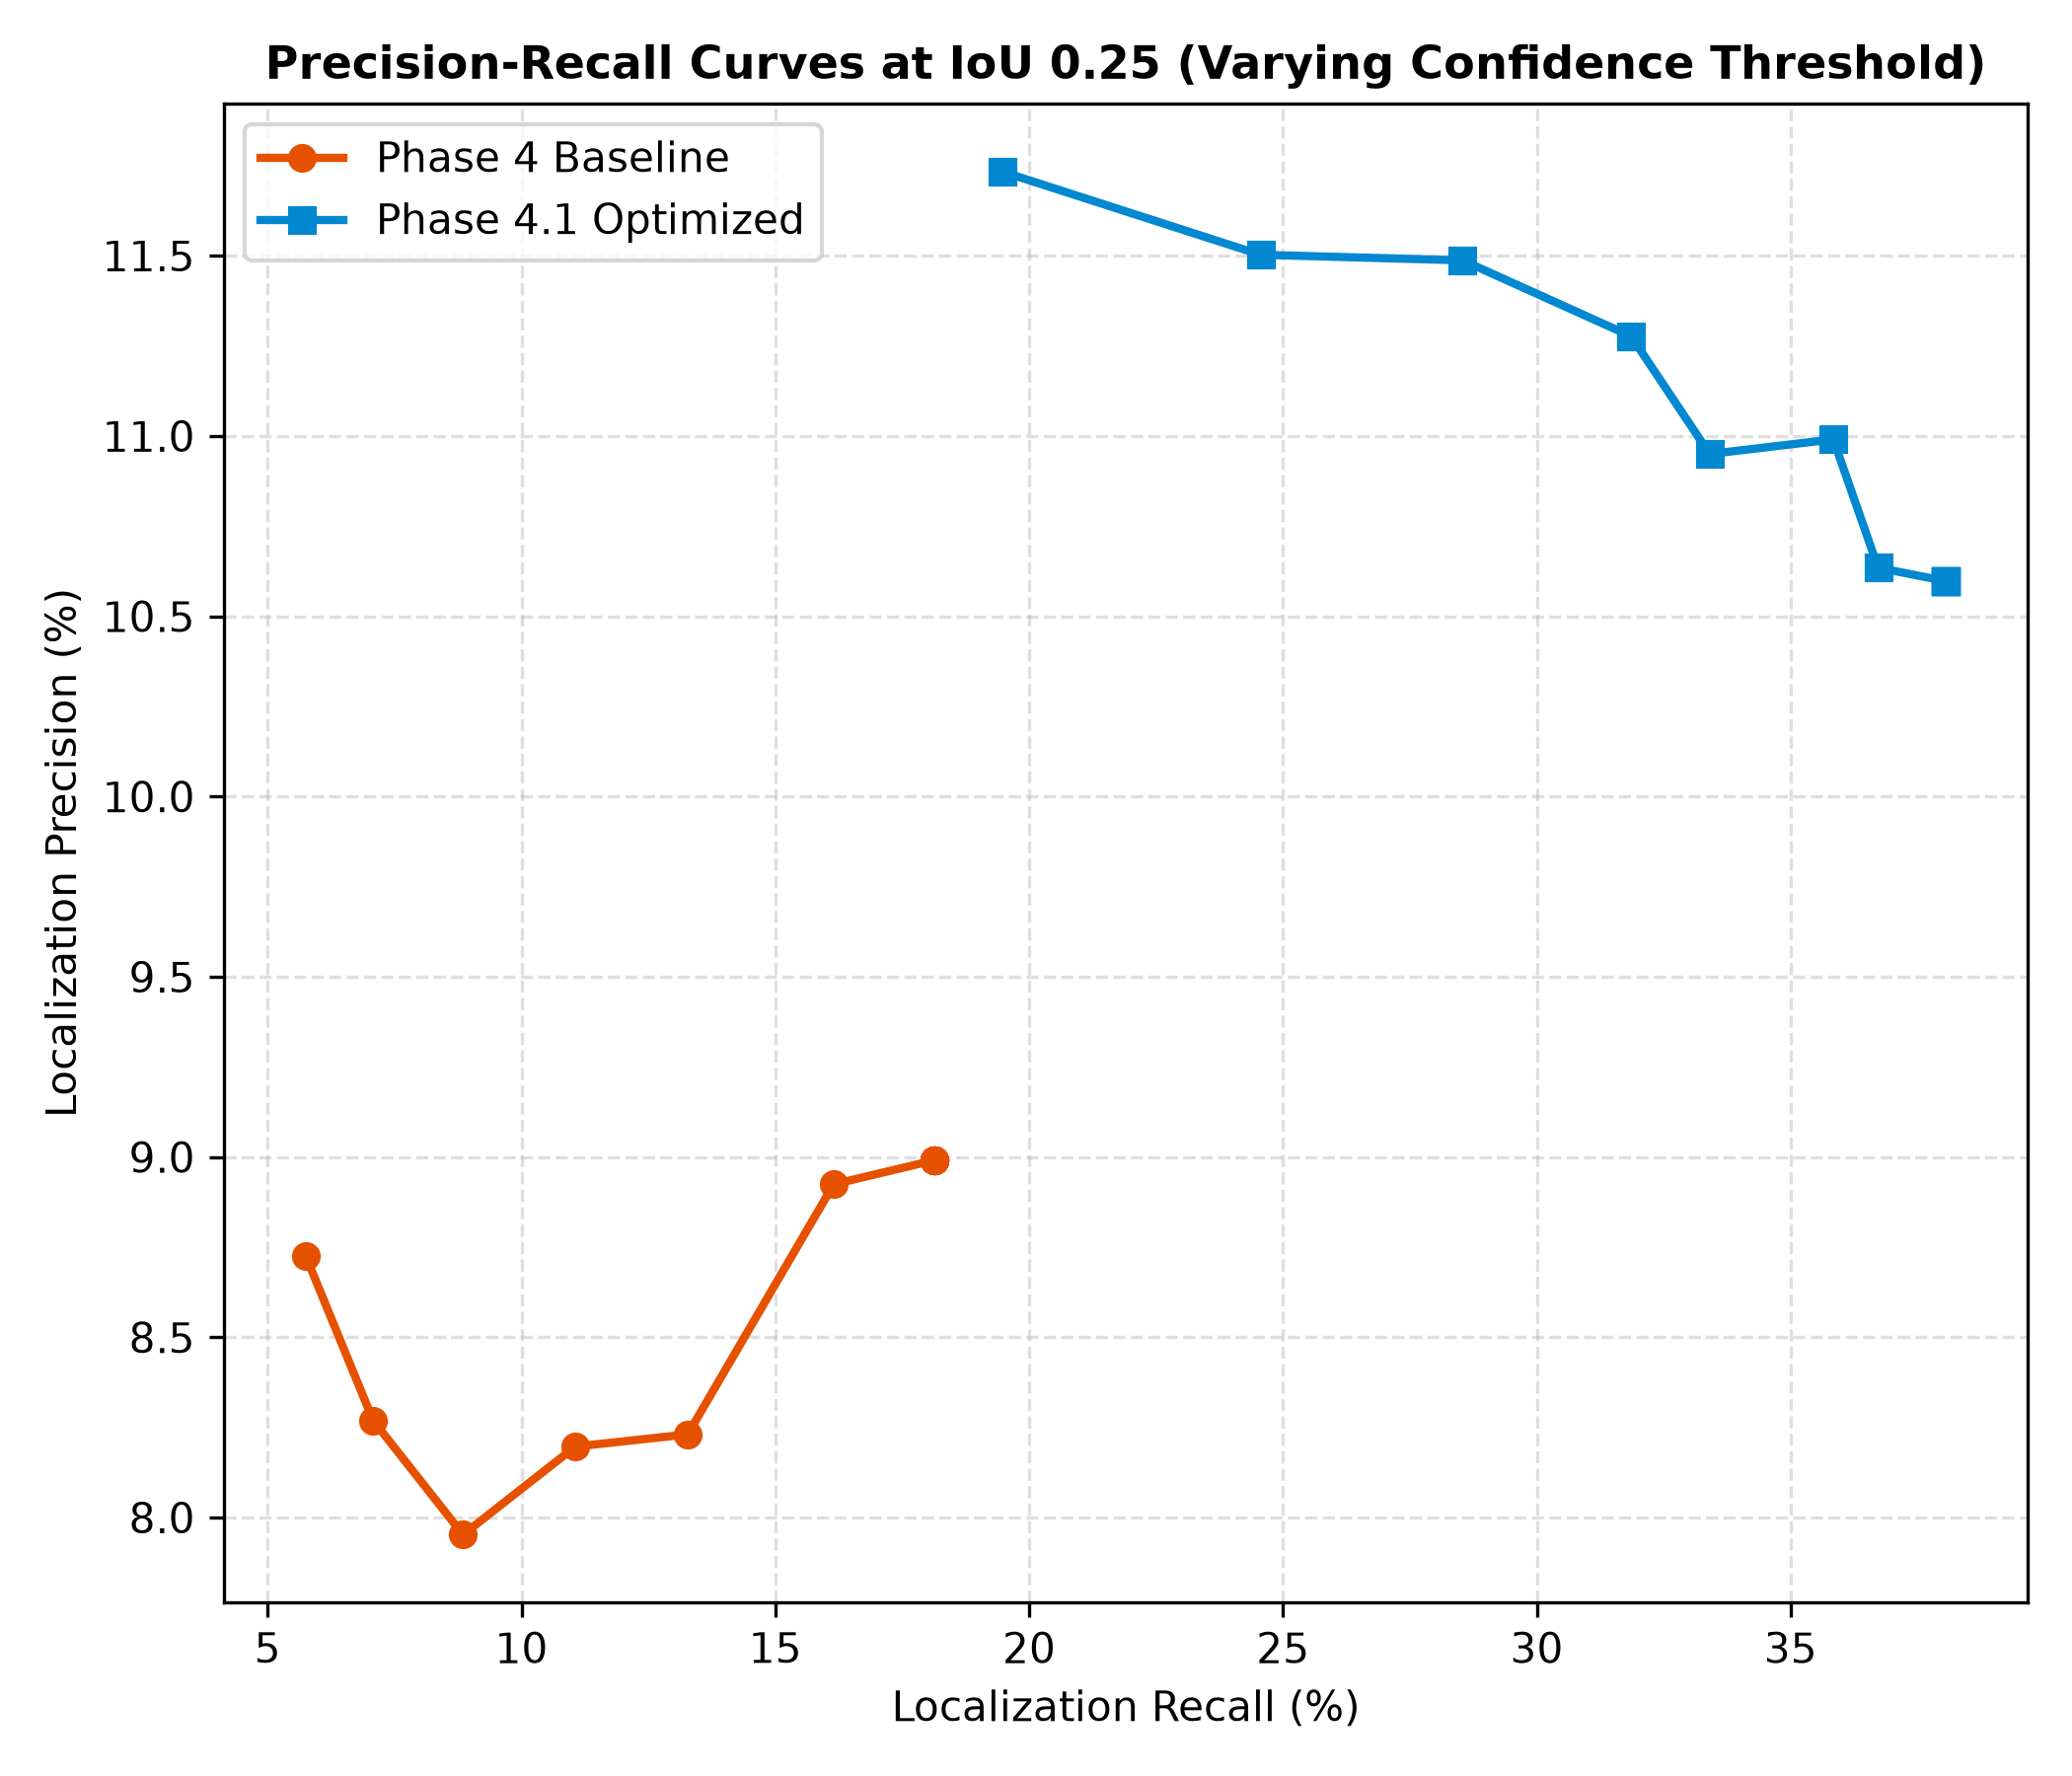 Precision-Recall Curves at IoU 0.25 (Varying Confidence Threshold)
Phase 4 Baseline
Phase 4.1 Optimized
11.5
11.0
10.5
10.0
9.5
9.0
8.5
8.0
Localization Precision (%)
5 10 15 20 25 30 35
Localization Recall (%)